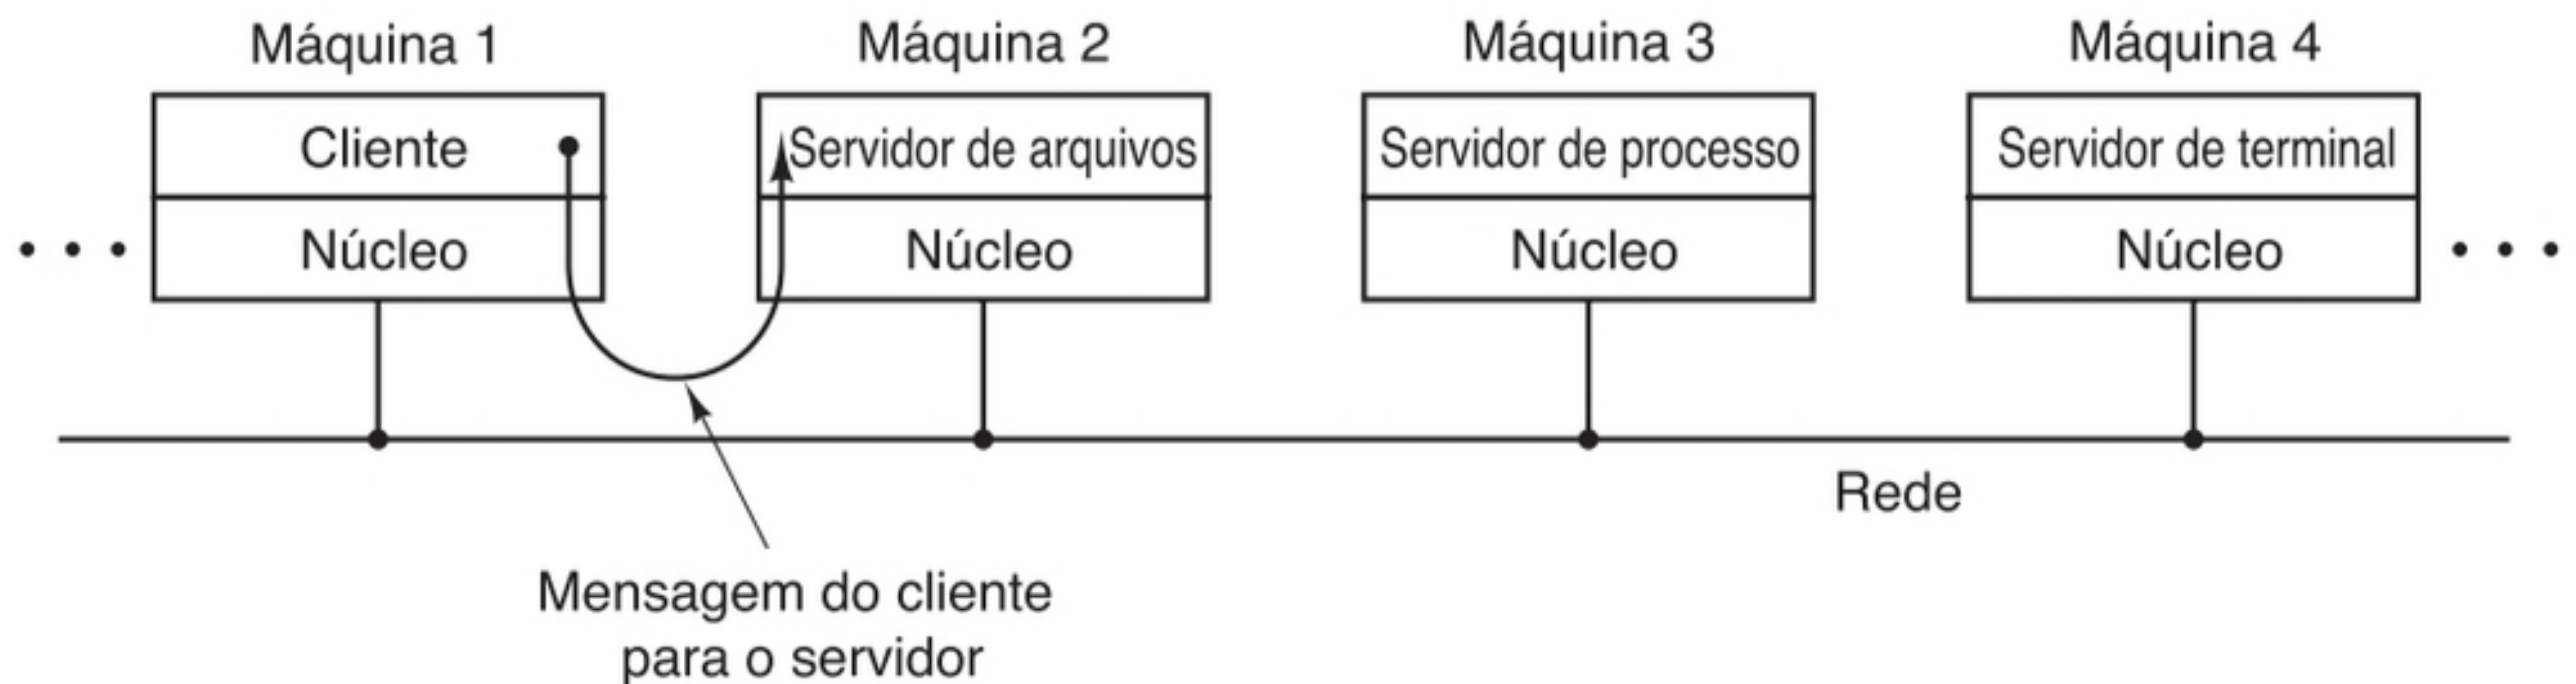 Máquina 1
Máquina 2
Máquina 3
Máquina 4
Cliente
Servidor de arquivos
Servidor de processo
Servidor de terminal
Núcleo
Núcleo
Núcleo
Núcleo
Rede
Mensagem do cliente
para o servidor